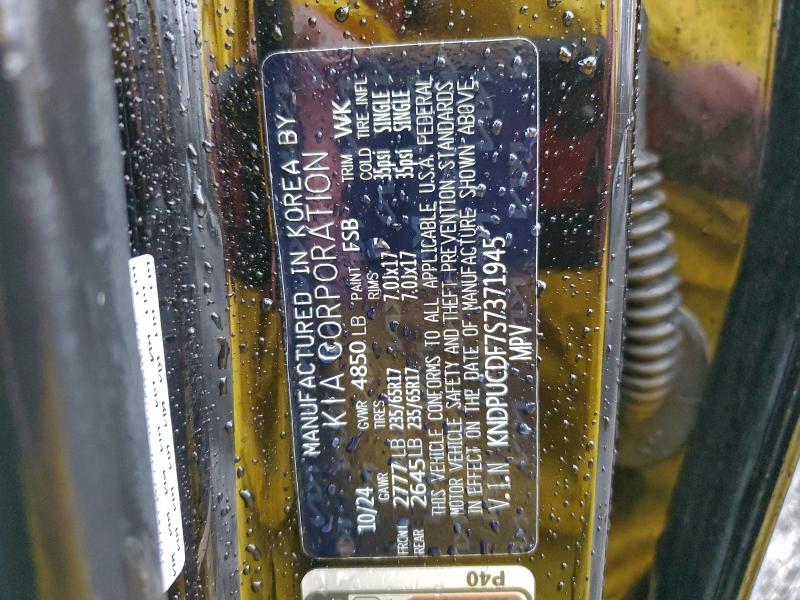 MANUFACTURED IN KOREA BY
KIA CORPORATION
10/24 GVWR 4850 LB PAINT FSB TRIM WK
GAWR TIRES RIMS COLD TIRE INFL
FRONT 2777 LB 235/65R17 7.0Jx17 35psi SINGLE
REAR 2645 LB 235/65R17 7.0Jx17 35psi SINGLE
THIS VEHICLE CONFORMS TO ALL APPLICABLE U.S.A. FEDERAL
MOTOR VEHICLE SAFETY AND THEFT PREVENTION STANDARDS
IN EFFECT ON THE DATE OF MANUFACTURE SHOWN ABOVE.
V.I.N KNDPUCDF7S7371945
MPV
P40